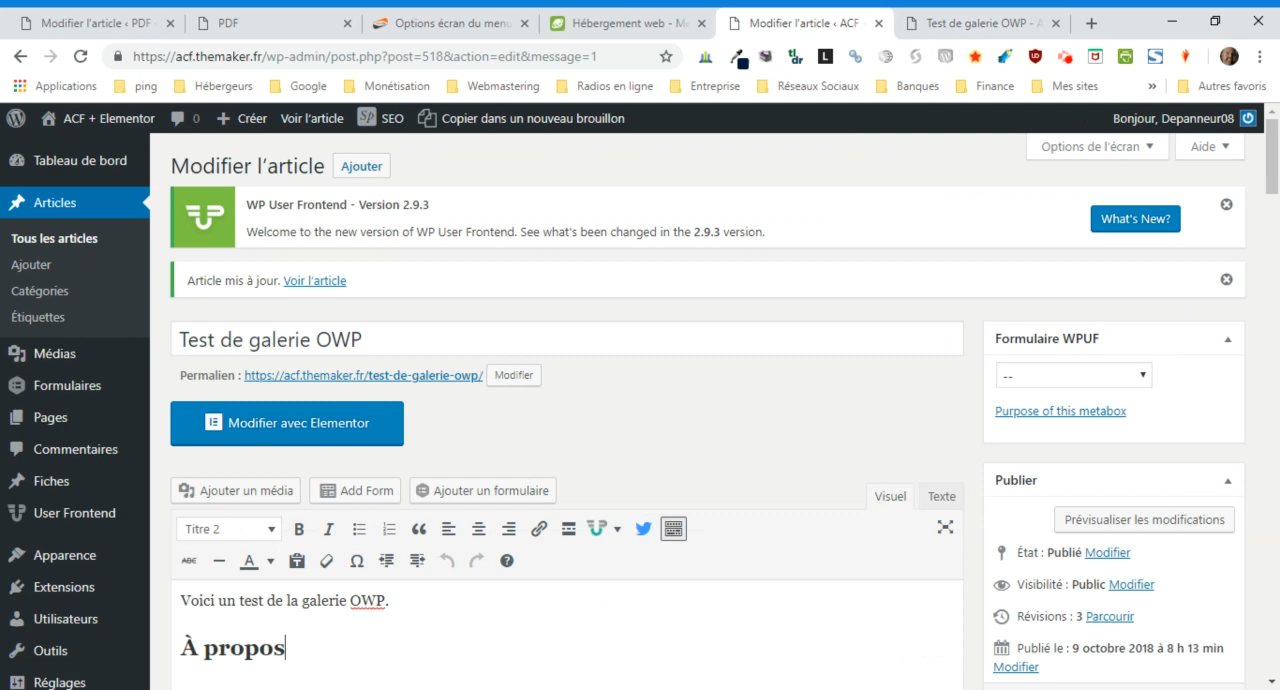 Modifier l'article ‹ PDF
PDF
Options écran du menu
Hébergement web - M
Modifier l'article ‹ ACF
Test de galerie OWP - A
https://acf.themaker.fr/wp-admin/post.php?post=518&action=edit&message=1
Applications
ping
Hébergeurs
Google
Monétisation
Webmastering
Radios en ligne
Entreprise
Réseaux Sociaux
Banques
Finance
Mes sites
»
Autres favoris
ACF + Elementor
0
Créer
Voir l'article
Sp SEO
Copier dans un nouveau brouillon
Bonjour, Depanneur08
Tableau de bord
Articles
Tous les articles
Ajouter
Catégories
Étiquettes
Médias
Formulaires
Pages
Commentaires
Fiches
User Frontend
Apparence
Extensions
Utilisateurs
Outils
Réglages
Options de l'écran
Aide
Modifier l'article
Ajouter
WP User Frontend - Version 2.9.3
Welcome to the new version of WP User Frontend. See what's been changed in the 2.9.3 version.
What's New?
Article mis à jour. Voir l'article
Test de galerie OWP
Permalien : https://acf.themaker.fr/test-de-galerie-owp/ Modifier
Modifier avec Elementor
Ajouter un média
Add Form
Ajouter un formulaire
Visuel
Texte
Titre 2
B
I
ABC
A
Voici un test de la galerie OWP.
À propos
Formulaire WPUF
--
Purpose of this metabox
Publier
Prévisualiser les modifications
État : Publié Modifier
Visibilité : Public Modifier
Révisions : 3 Parcourir
Publié le : 9 octobre 2018 à 8 h 13 min
Modifier